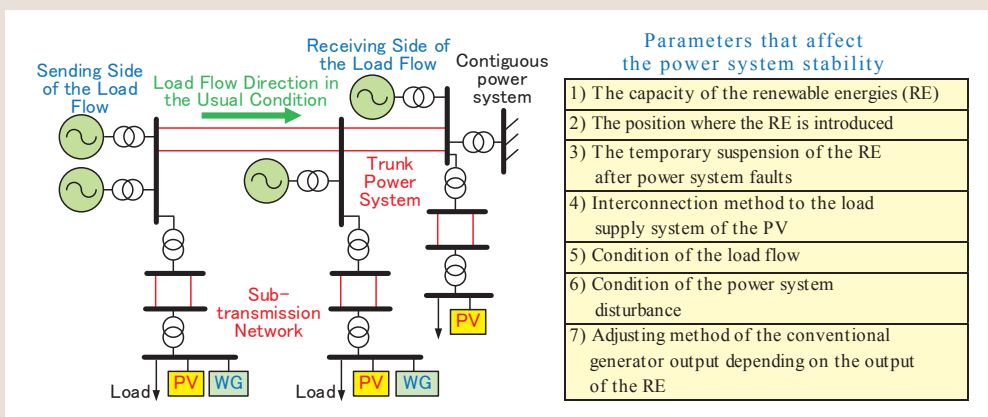 Sending Side
of the Load
Flow
Load Flow Direction in
the Usual Condition
Receiving Side of
the Load Flow
Contiguous
power
system
Trunk
Power
System
Sub-
transmission
Network
PV
Load
PV
WG
Load
PV
WG
Parameters that affect
the power system stability
1) The capacity of the renewable energies (RE)
2) The position where the RE is introduced
3) The temporary suspension of the RE
after power system faults
4) Interconnection method to the load
supply system of the PV
5) Condition of the load flow
6) Condition of the power system
disturbance
7) Adjusting method of the conventional
generator output depending on the output
of the RE